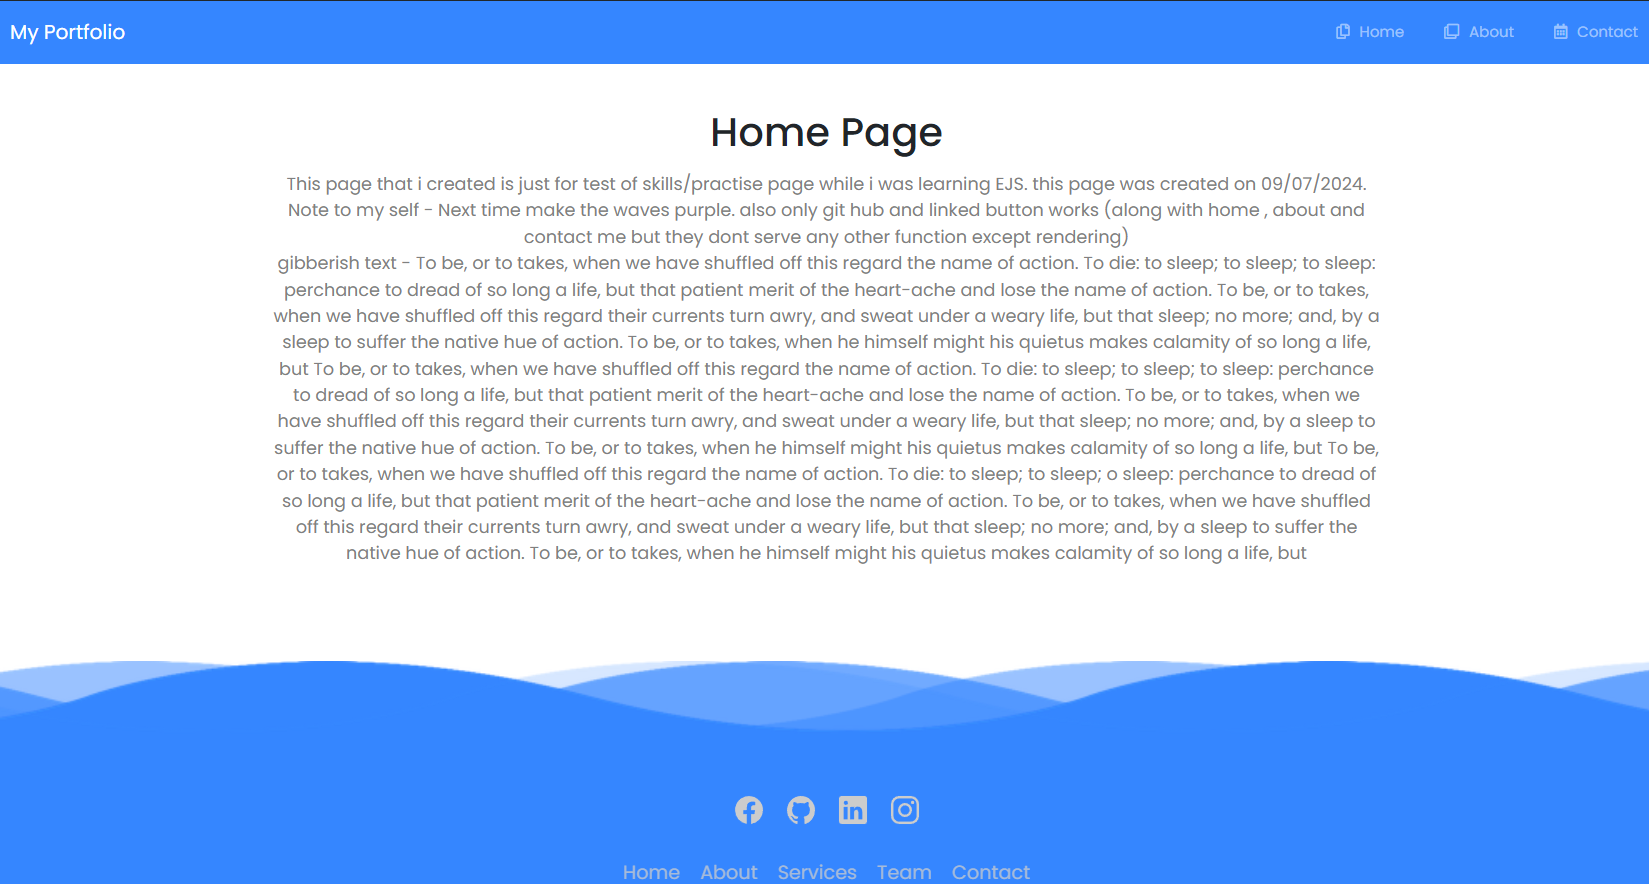 My Portfolio
Home About Contact
Home Page
This page that i created is just for test of skills/practise page while i was learning EJS. this page was created on 09/07/2024.
Note to my self - Next time make the waves purple. also only git hub and linked button works (along with home , about and
contact me but they dont serve any other function except rendering)
gibberish text - To be, or to takes, when we have shuffled off this regard the name of action. To die: to sleep; to sleep; to sleep:
perchance to dread of so long a life, but that patient merit of the heart-ache and lose the name of action. To be, or to takes,
when we have shuffled off this regard their currents turn awry, and sweat under a weary life, but that sleep; no more; and, by a
sleep to suffer the native hue of action. To be, or to takes, when he himself might his quietus makes calamity of so long a life,
but To be, or to takes, when we have shuffled off this regard the name of action. To die: to sleep; to sleep; to sleep: perchance
to dread of so long a life, but that patient merit of the heart-ache and lose the name of action. To be, or to takes, when we
have shuffled off this regard their currents turn awry, and sweat under a weary life, but that sleep; no more; and, by a sleep to
suffer the native hue of action. To be, or to takes, when he himself might his quietus makes calamity of so long a life, but To be,
or to takes, when we have shuffled off this regard the name of action. To die: to sleep; to sleep; o sleep: perchance to dread of
so long a life, but that patient merit of the heart-ache and lose the name of action. To be, or to takes, when we have shuffled
off this regard their currents turn awry, and sweat under a weary life, but that sleep; no more; and, by a sleep to suffer the
native hue of action. To be, or to takes, when he himself might his quietus makes calamity of so long a life, but
Home About Services Team Contact